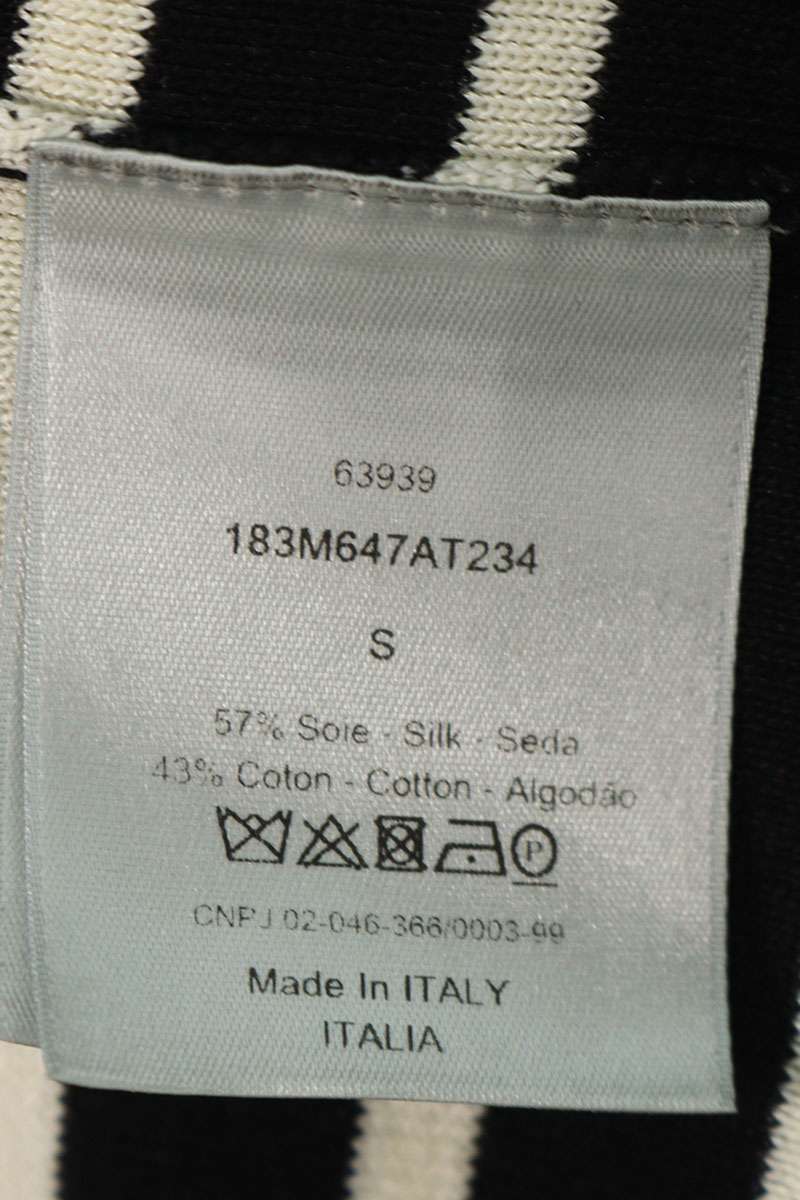 63939
183M647AT234
S
57% Soie - Silk - Seda
43% Coton - Cotton - Algodão
P
CNPJ 02-046-366/0003-99
Made In ITALY
ITALIA